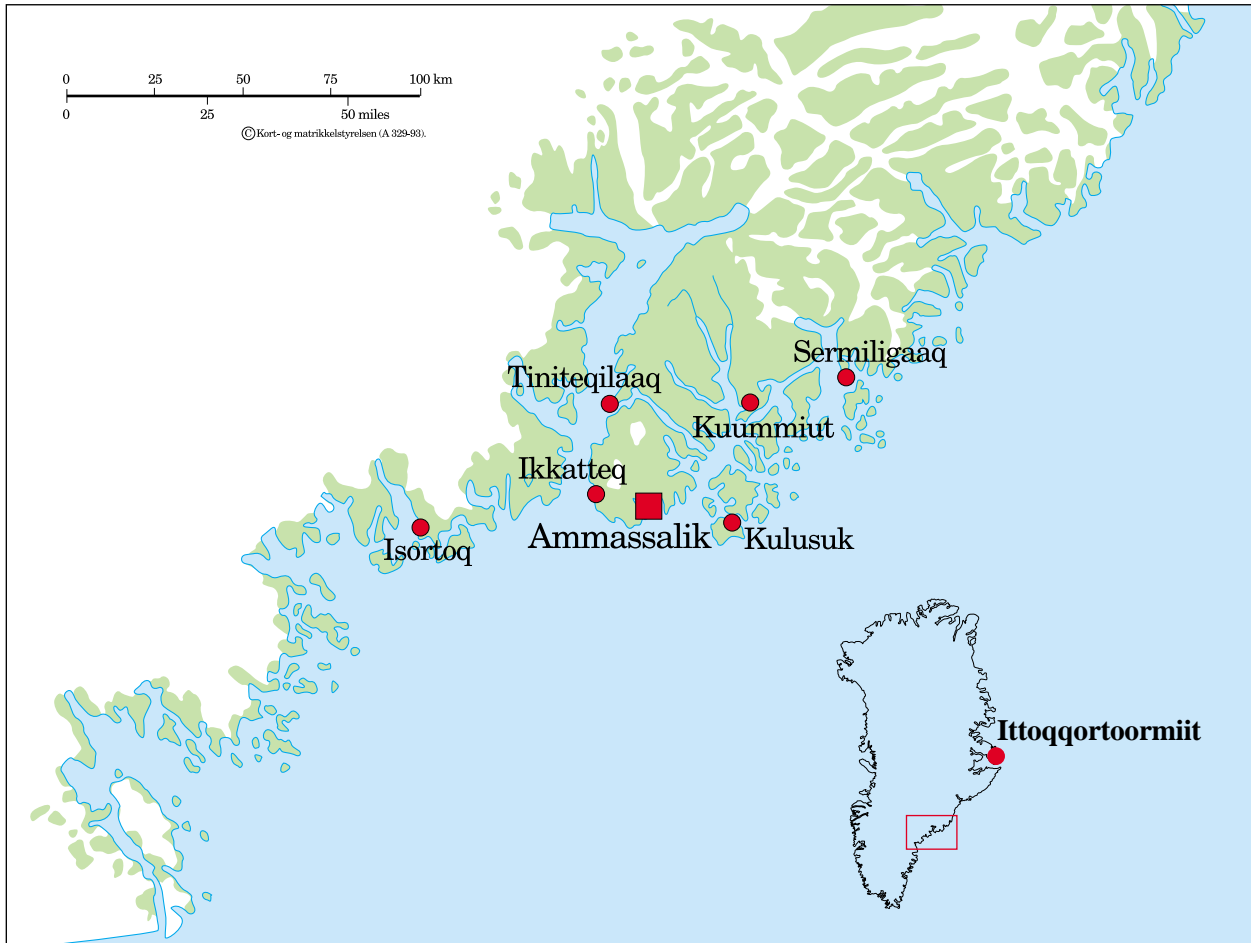 0 25 50 75 100 km
0 25 50 miles
© Kort- og matrikkelstyrelsen (A 329-93).
Sermiligaaq
Tiniteqilaaq
Kuummiut
Ikkatteq
Ammassalik
Kulusuk
Isortoq
Ittoqqortoormiit